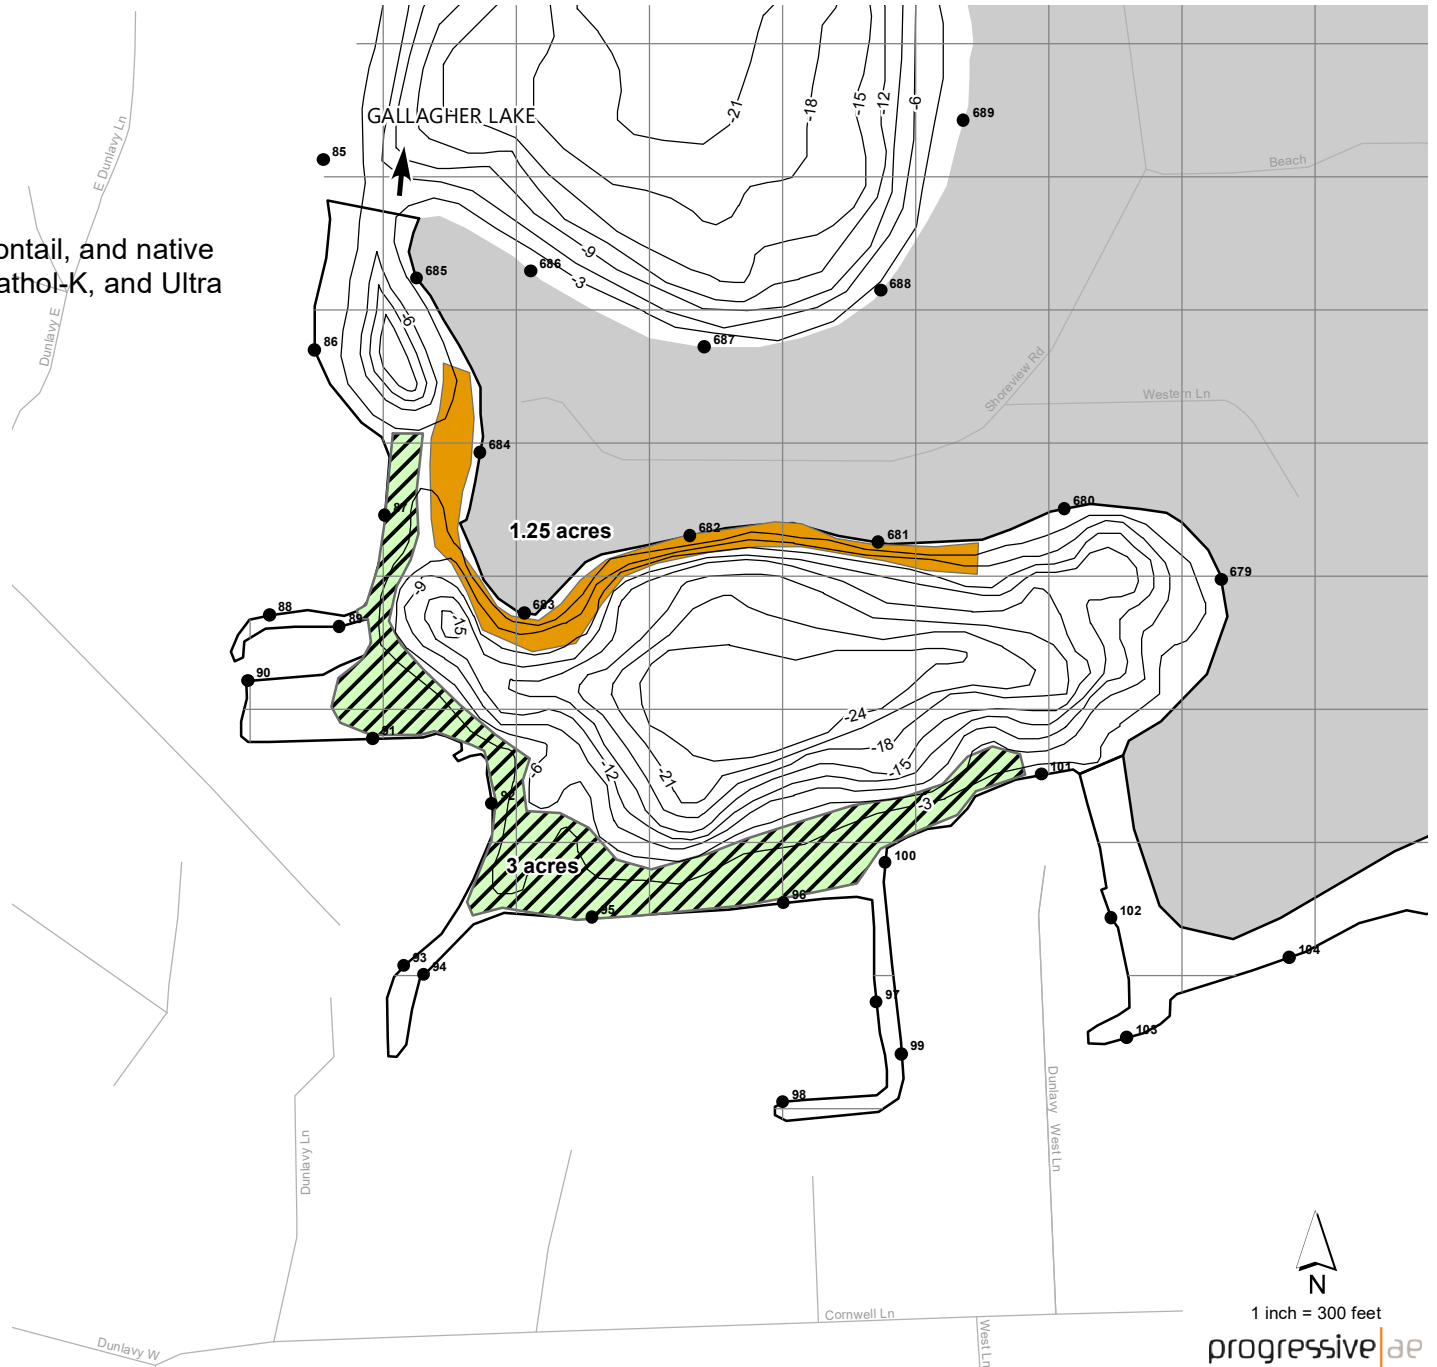 -21
-18
-15
-12
-6
689
GALLAGHER LAKE
85
E Dunlavy Ln
Beach
ontail, and native
athol-K, and Ultra
-9
686
685
-3
688
-6
Dunlavy E
86
687
Shoreview Rd
Western Ln
684
680
87
1.25 acres
682
681
679
-9
683
88
89
-15
90
-24
91
-18
-6
-12
-21
-15
101
92
-3
100
3 acres
96
95
102
93
94
104
97
103
99
98
Dunlavy West Ln
Dunlavy Ln
N
1 inch = 300 feet
Cornwell Ln
West Ln
Dunlavy W
progressive|ae